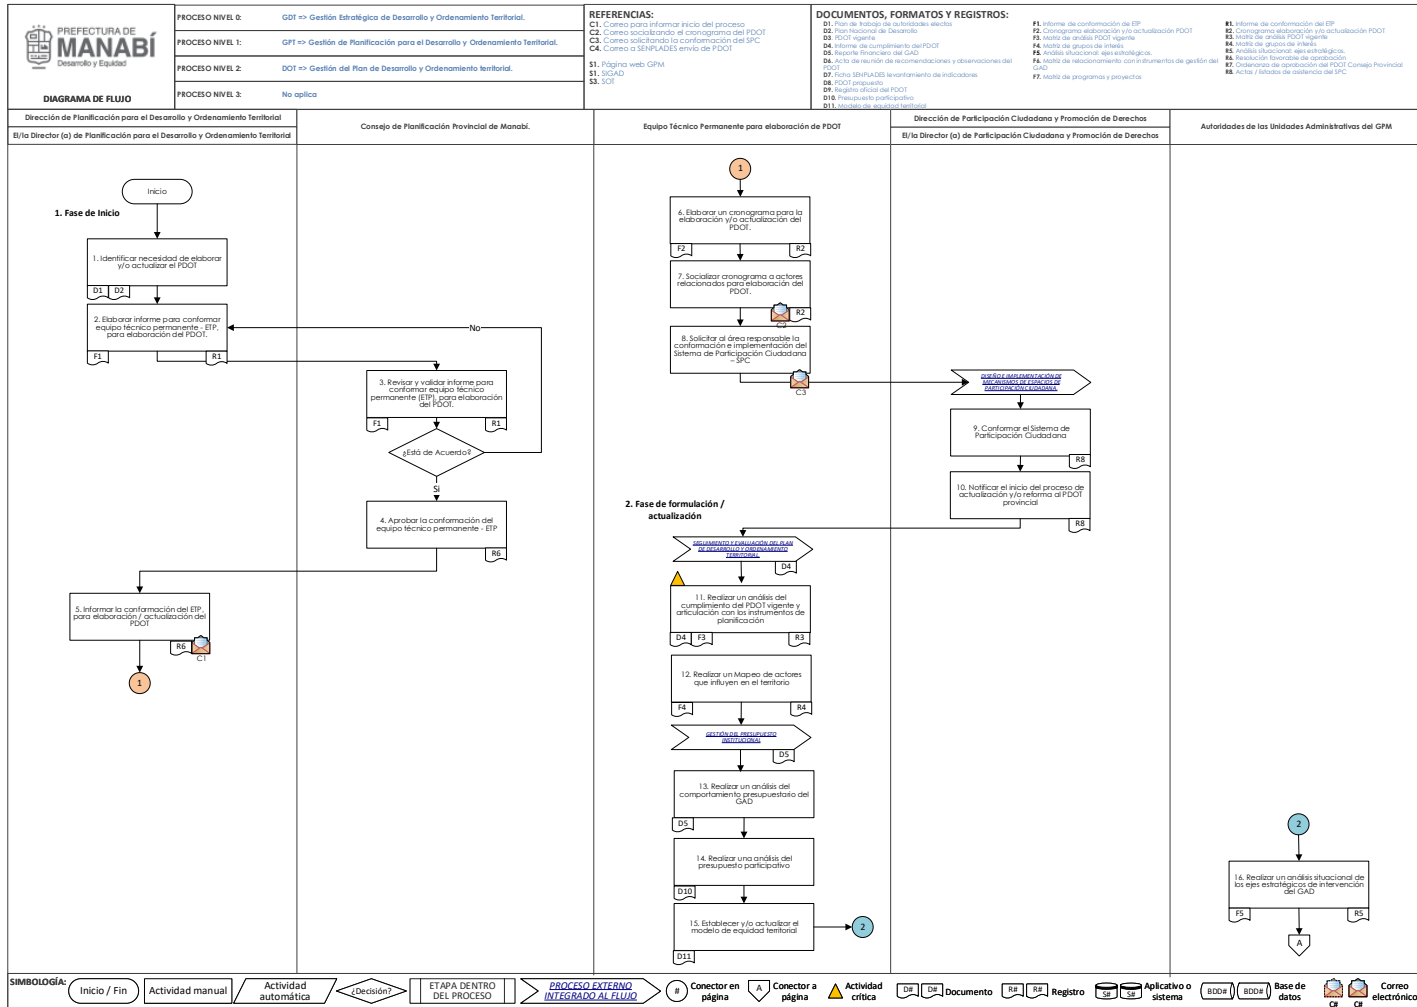 PREFECTURA DE
MANABÍ
Desarrollo y Equidad
DIAGRAMA DE FLUJO
PROCESO NIVEL 0: GDT => Gestión Estratégica de Desarrollo y Ordenamiento Territorial.
PROCESO NIVEL 1: GPT => Gestión de Planificación para el Desarrollo y Ordenamiento Territorial.
PROCESO NIVEL 2: DOT => Gestión del Plan de Desarrollo y Ordenamiento territorial.
PROCESO NIVEL 3: No aplica
REFERENCIAS:
C1. Correo para informar inicio del proceso
C2. Correo socializando el cronograma del PDOT
C3. Correo solicitando la conformación del SPC
C4. Correo a SENPLADES envío de PDOT
S1. Página web GPM
S1. SIGAD
S3. SOT
DOCUMENTOS, FORMATOS Y REGISTROS:
D1. Plan de trabajo de autoridades electas
D2. Plan Nacional de Desarrollo
D3. PDOT vigente
D4. Informe de cumplimiento del PDOT
D5. Reporte Financiero del GAD
D6. Acta de reunión de recomendaciones y observaciones del
PDOT
D7. Ficha SENPLADES levantamiento de indicadores
D8. PDOT propuesto
D9. Registro oficial del PDOT
D10. Presupuesto participativo
D11. Modelo de equidad territorial
F1. Informe de conformación de ETP
F2. Cronograma elaboración y/o actualización PDOT
F3. Matriz de análisis PDOT vigente
F4. Matriz de grupos de interés
F5. Análisis situacional: ejes estratégicos.
F6. Matriz de relacionamiento con instrumentos de gestión del
GAD
F7. Matriz de programas y proyectos
R1. Informe de conformación del ETP
R2. Cronograma elaboración y/o actualización PDOT
R3. Matriz de análisis PDOT vigente
R4. Matriz de grupos de interés
R5. Análisis situacional: ejes estratégicos.
R6. Resolución favorable de aprobación
R7. Ordenanza de aprobación del PDOT Consejo Provincial
R8. Actas / listados de asistencia del SPC
Dirección de Planificación para el Desarrollo y Ordenamiento Territorial
El/la Director (a) de Planificación para el Desarrollo y Ordenamiento Territorial
Consejo de Planificación Provincial de Manabí.
Equipo Técnico Permanente para elaboración de PDOT
Dirección de Participación Ciudadana y Promoción de Derechos
El/la Director (a) de Participación Ciudadana y Promoción de Derechos
Autoridades de las Unidades Administrativas del GPM
Inicio
1. Fase de Inicio
1. Identificar necesidad de elaborar
y/o actualizar el PDOT
D1 D2
2. Elaborar informe para conformar
equipo técnico permanente - ETP,
para elaboración del PDOT.
F1 R1
No
3. Revisar y validar informe para
conformar equipo técnico
permanente (ETP), para elaboración
del PDOT.
F1 R1
¿Está de Acuerdo?
Si
4. Aprobar la conformación del
equipo técnico permanente - ETP
R6
5. Informar la conformación del ETP,
para elaboración / actualización del
PDOT
R6
C1
1
1
6. Elaborar un cronograma para la
elaboración y/o actualización del
PDOT.
F2 R2
7. Socializar cronograma a actores
relacionados para elaboración del
PDOT.
R2
C2
8. Solicitar al área responsable la
conformación e implementación del
Sistema de Participación Ciudadana
– SPC
C3
DISEÑO E IMPLEMENTACIÓN DE
MECANISMOS DE ESPACIOS DE
PARTICIPACIÓN CIUDADANA.
9. Conformar el Sistema de
Participación Ciudadana
R8
10. Notificar el inicio del proceso de
actualización y/o reforma al PDOT
provincial
R8
2. Fase de formulación /
actualización
SEGUIMIENTO Y EVALUACIÓN DEL PLAN
DE DESARROLLO Y ORDENAMIENTO
TERRITORIAL.
D4
11. Realizar un análisis del
cumplimiento del PDOT vigente y
articulación con los instrumentos de
planificación
D4 F3 R3
12. Realizar un Mapeo de actores
que influyen en el territorio
F4 R4
GESTIÓN DEL PRESUPUESTO
INSTITUCIONAL
D5
13. Realizar un análisis del
comportamiento presupuestario del
GAD
D5
14. Realizar una análisis del
presupuesto participativo
D10
15. Establecer y/o actualizar el
modelo de equidad territorial
D11
2
2
16. Realizar un análisis situacional de
los ejes estratégicos de intervención
del GAD
F5 R5
A
SIMBOLOGÍA:
Inicio / Fin
Actividad manual
Actividad
automática
¿Decisión?
ETAPA DENTRO
DEL PROCESO
PROCESO EXTERNO
INTEGRADO AL FLUJO
# Conector en
página
A Conector a
página
Actividad
crítica
D# D# Documento
R# R# Registro
S# S# Aplicativo o
sistema
BDD# BDD# Base de
datos
C# C# Correo
electrónico